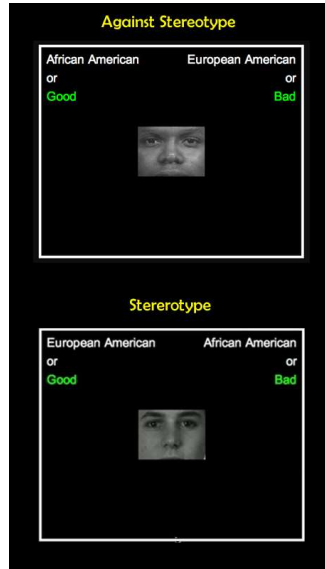 Against Stereotype
African American European American
or or
Good Bad
Stererotype
European American African American
or or
Good Bad